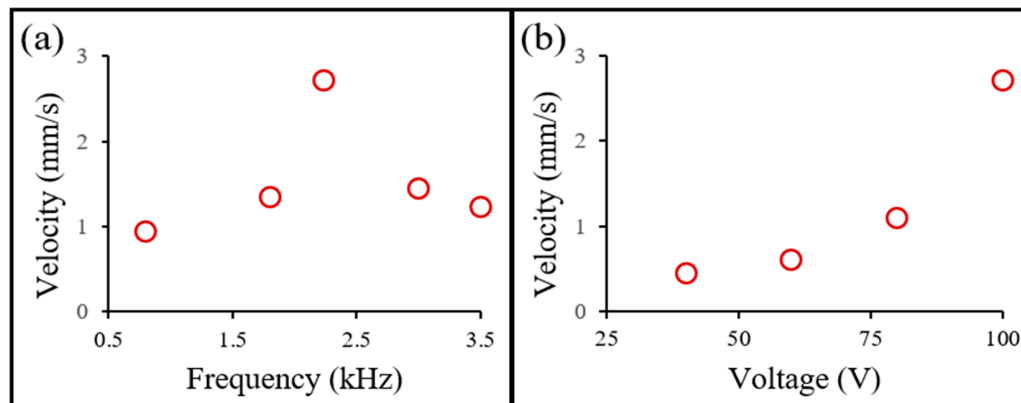 (a)
Velocity (mm/s)
3
2
1
0
0.5 1.5 2.5 3.5
Frequency (kHz)
(b)
Velocity (mm/s)
3
2
1
0
25 50 75 100
Voltage (V)